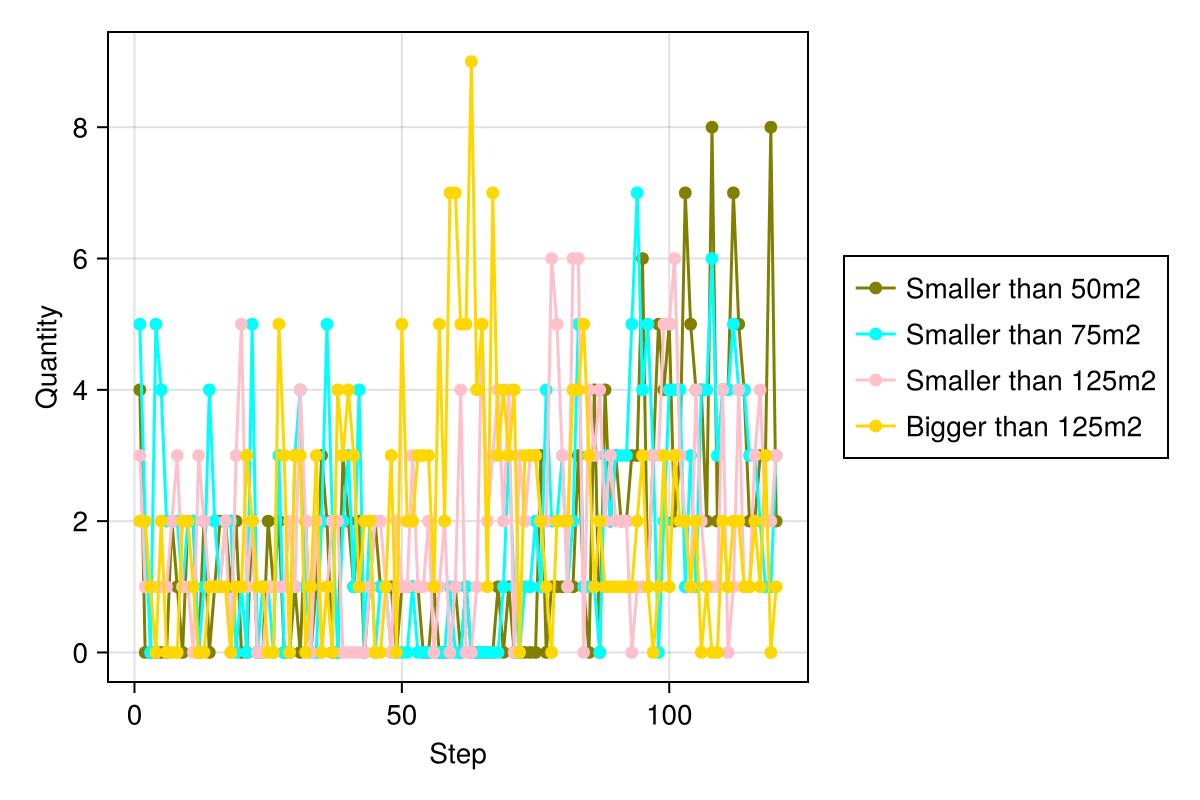 8
6
4
2
0
Quantity
0
50
100
Step
Smaller than 50m2
Smaller than 75m2
Smaller than 125m2
Bigger than 125m2